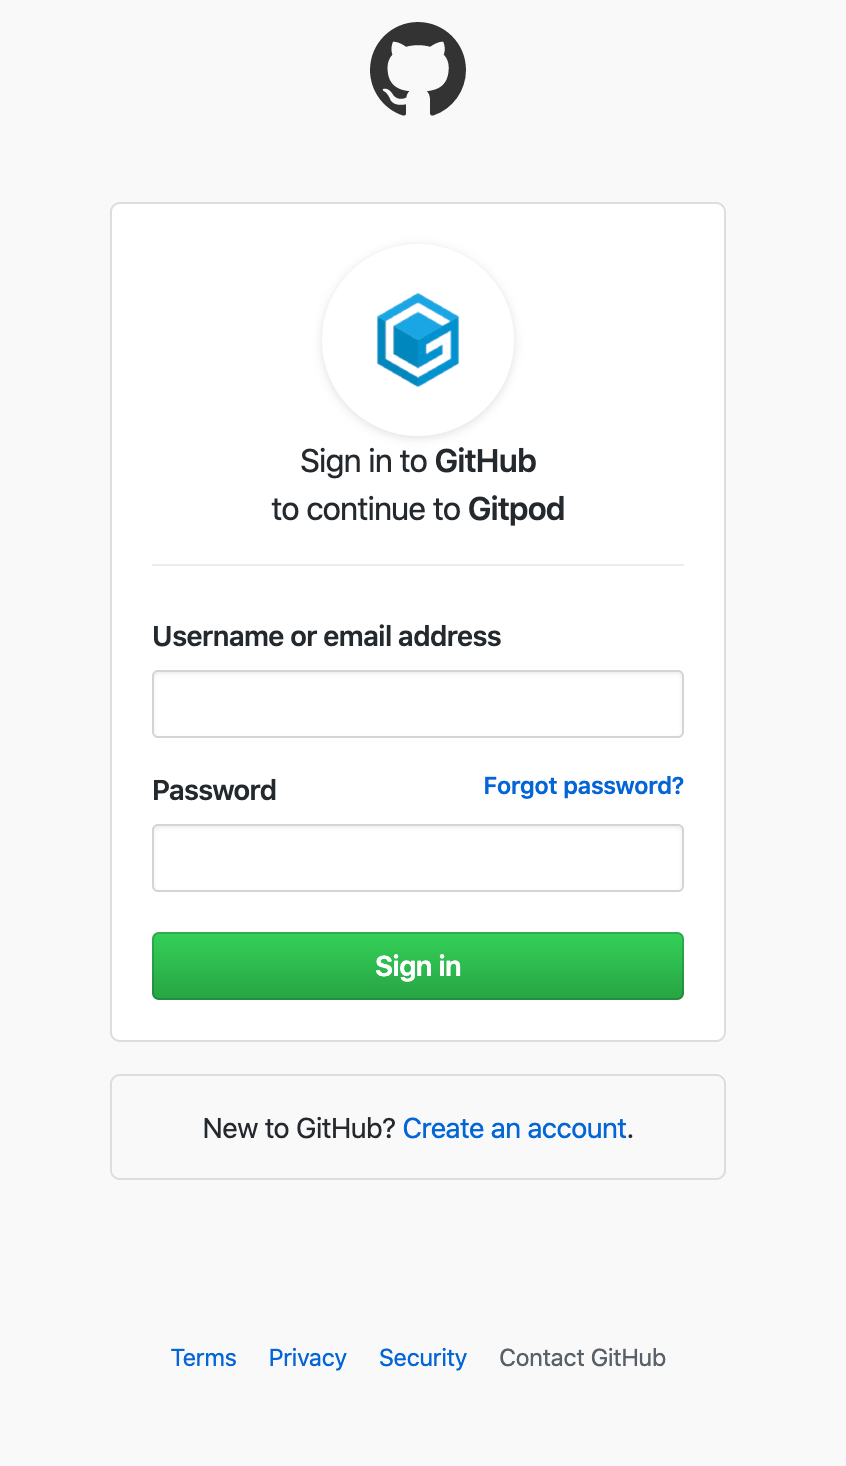 Sign in to GitHub
to continue to Gitpod
Username or email address
Password Forgot password?
Sign in
New to GitHub? Create an account.
Terms Privacy Security Contact GitHub